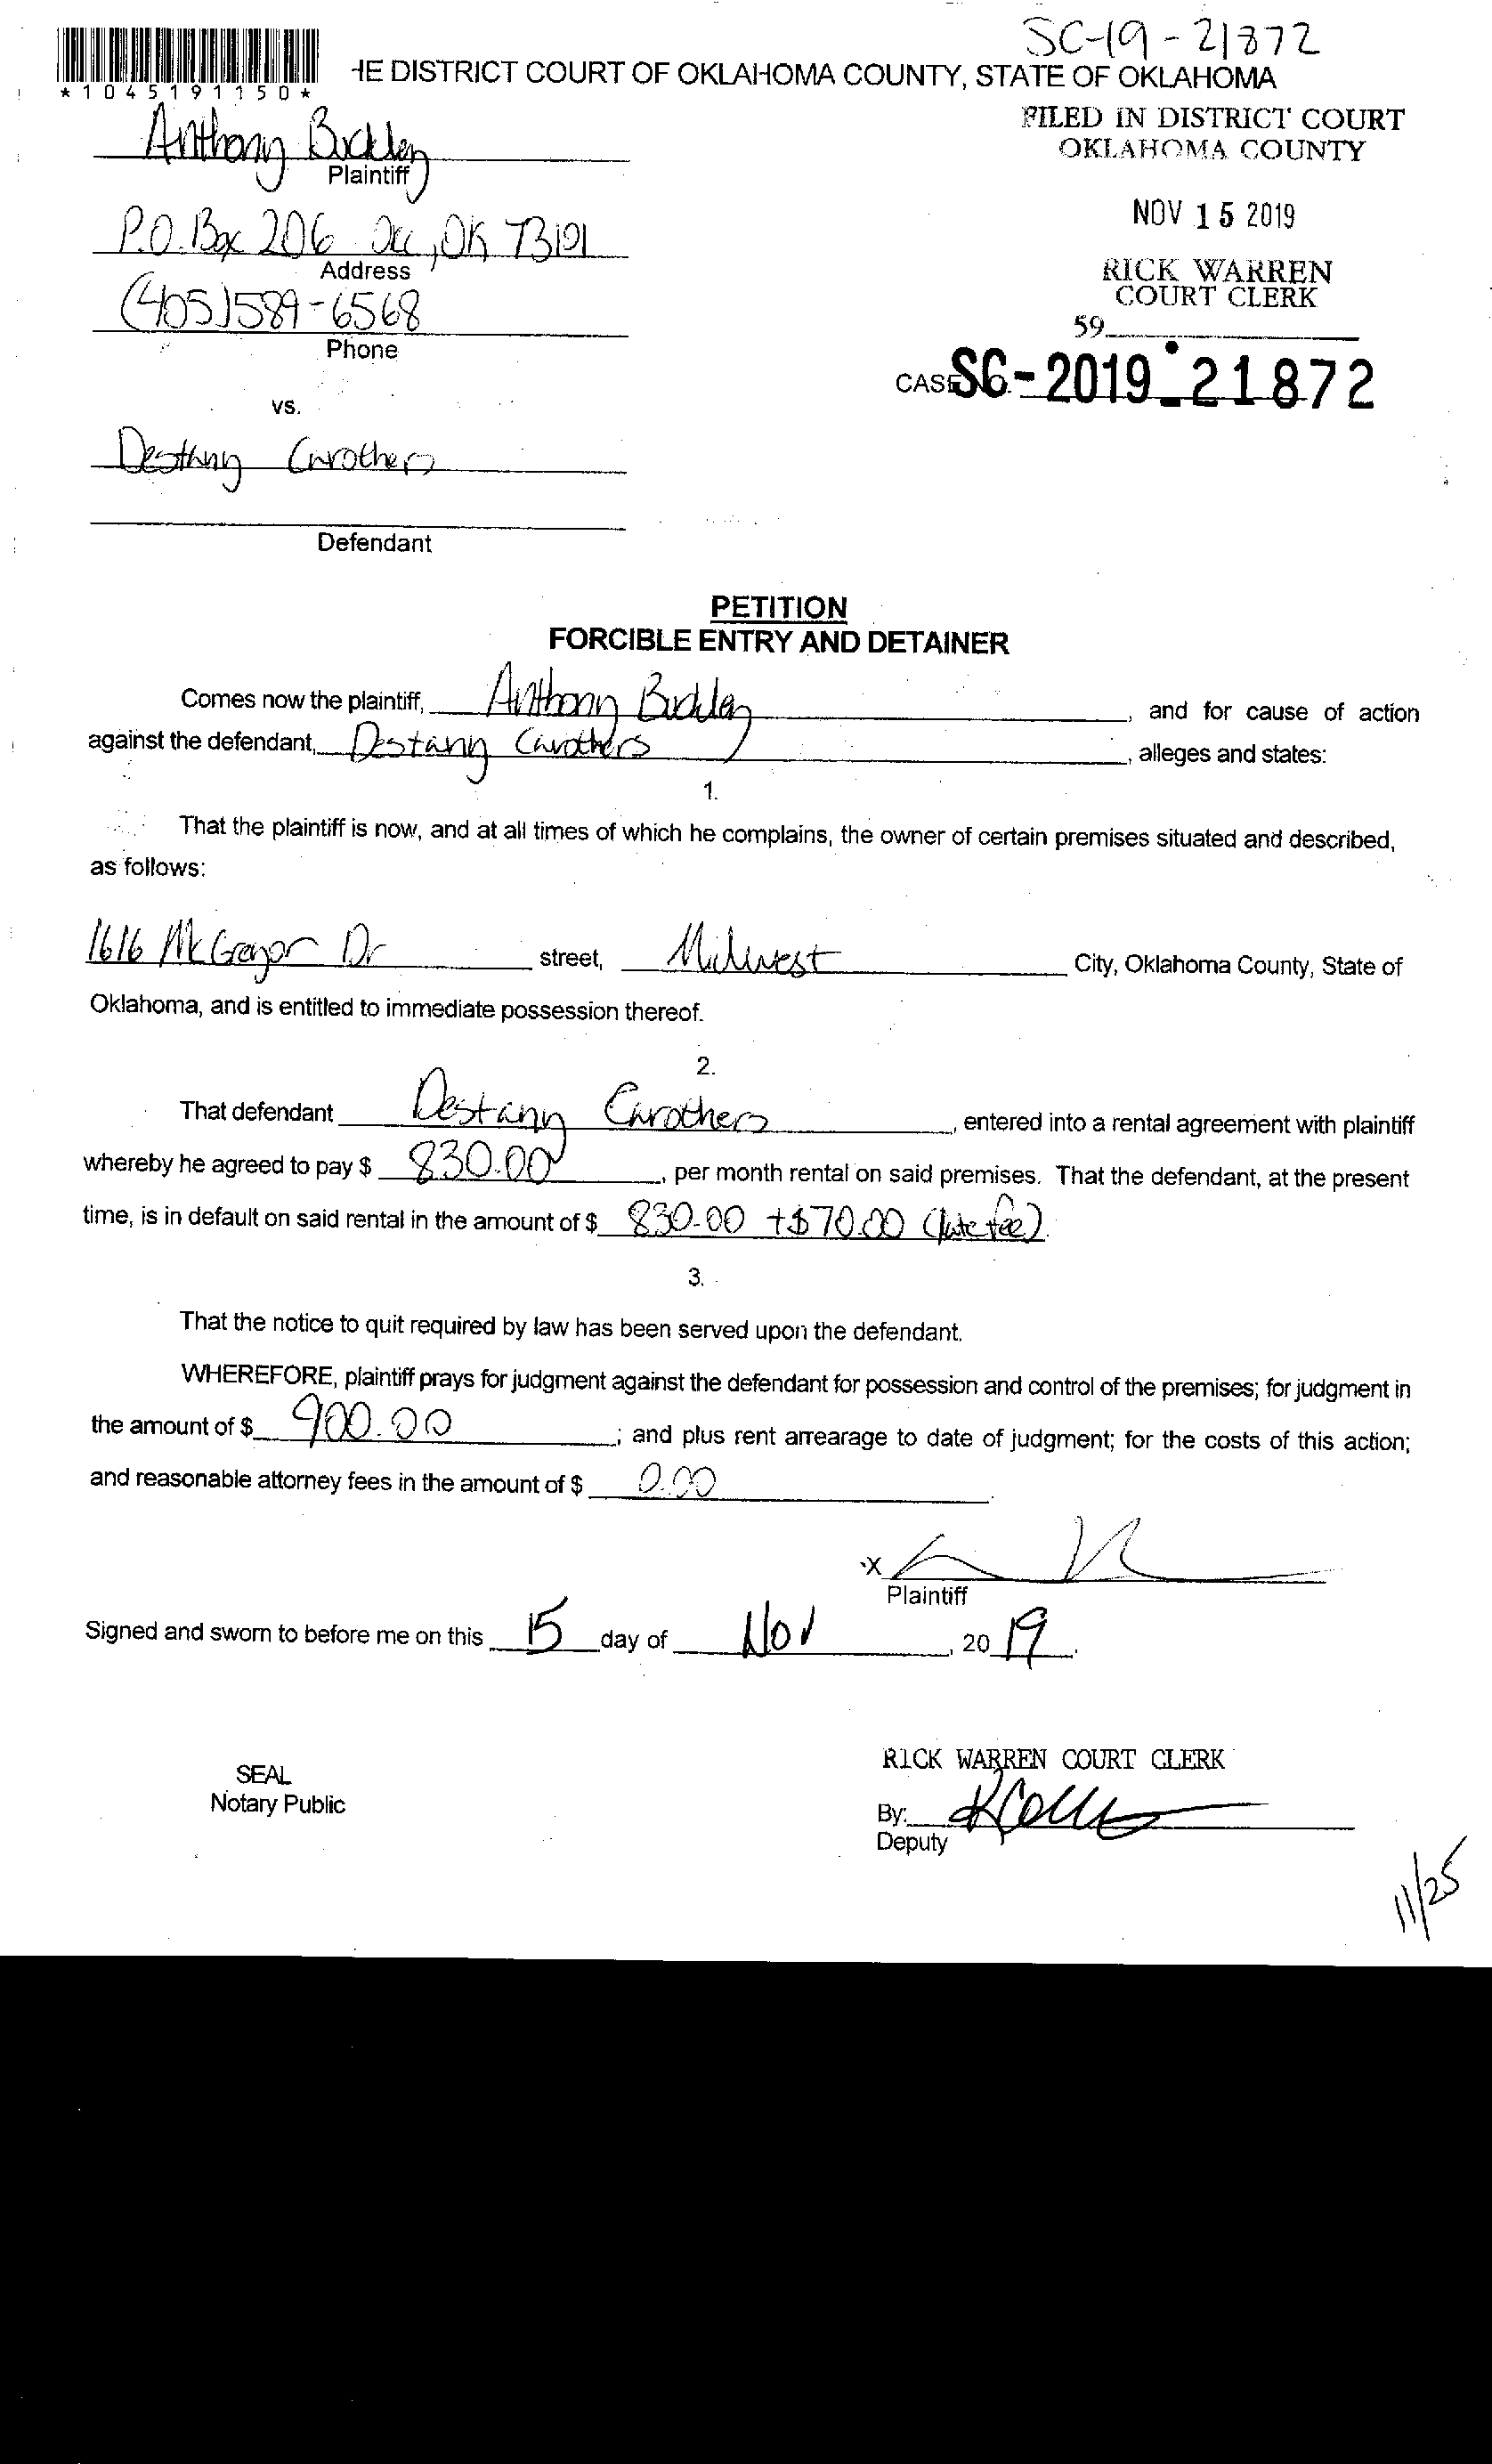 SC-19-21872
HE DISTRICT COURT OF OKLAHOMA COUNTY, STATE OF OKLAHOMA
*1045191150*
FILED IN DISTRICT COURT
OKLAHOMA COUNTY
Anthony Buckley
Plaintiff
NOV 15 2019
P.O. Box 206 OKC, OK 73191
Address
RICK WARREN
COURT CLERK
(405)589-6568
59
Phone
CASE NO. SC-2019-21872
vs.
Destany Carothers
Defendant
PETITION
FORCIBLE ENTRY AND DETAINER
Comes now the plaintiff, Anthony Buckley, and for cause of action
against the defendant, Destany Carothers, alleges and states:
1.
That the plaintiff is now, and at all times of which he complains, the owner of certain premises situated and described,
as follows:
1616 McGregor Dr street, Midwest City, Oklahoma County, State of
Oklahoma, and is entitled to immediate possession thereof.
2.
That defendant Destany Carothers, entered into a rental agreement with plaintiff
whereby he agreed to pay $ 830.00, per month rental on said premises. That the defendant, at the present
time, is in default on said rental in the amount of $ 830.00 +$70.00 (late fee).
3.
That the notice to quit required by law has been served upon the defendant.
WHEREFORE, plaintiff prays for judgment against the defendant for possession and control of the premises; for judgment in
the amount of $ 900.00; and plus rent arrearage to date of judgment; for the costs of this action;
and reasonable attorney fees in the amount of $ 0.00.
X
Plaintiff
Signed and sworn to before me on this 15 day of Nov, 2019.
RICK WARREN COURT CLERK
SEAL
Notary Public
By:
Deputy
11/25